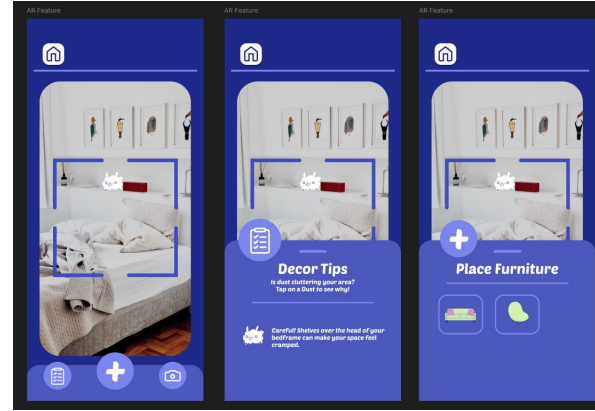 AR Feature
AR Feature
AR Feature
Decor Tips
Is dust cluttering your area?
Tap on a Dust to see why!
Careful! Shelves over the head of your
bedframe can make your space feel
cramped.
Place Furniture